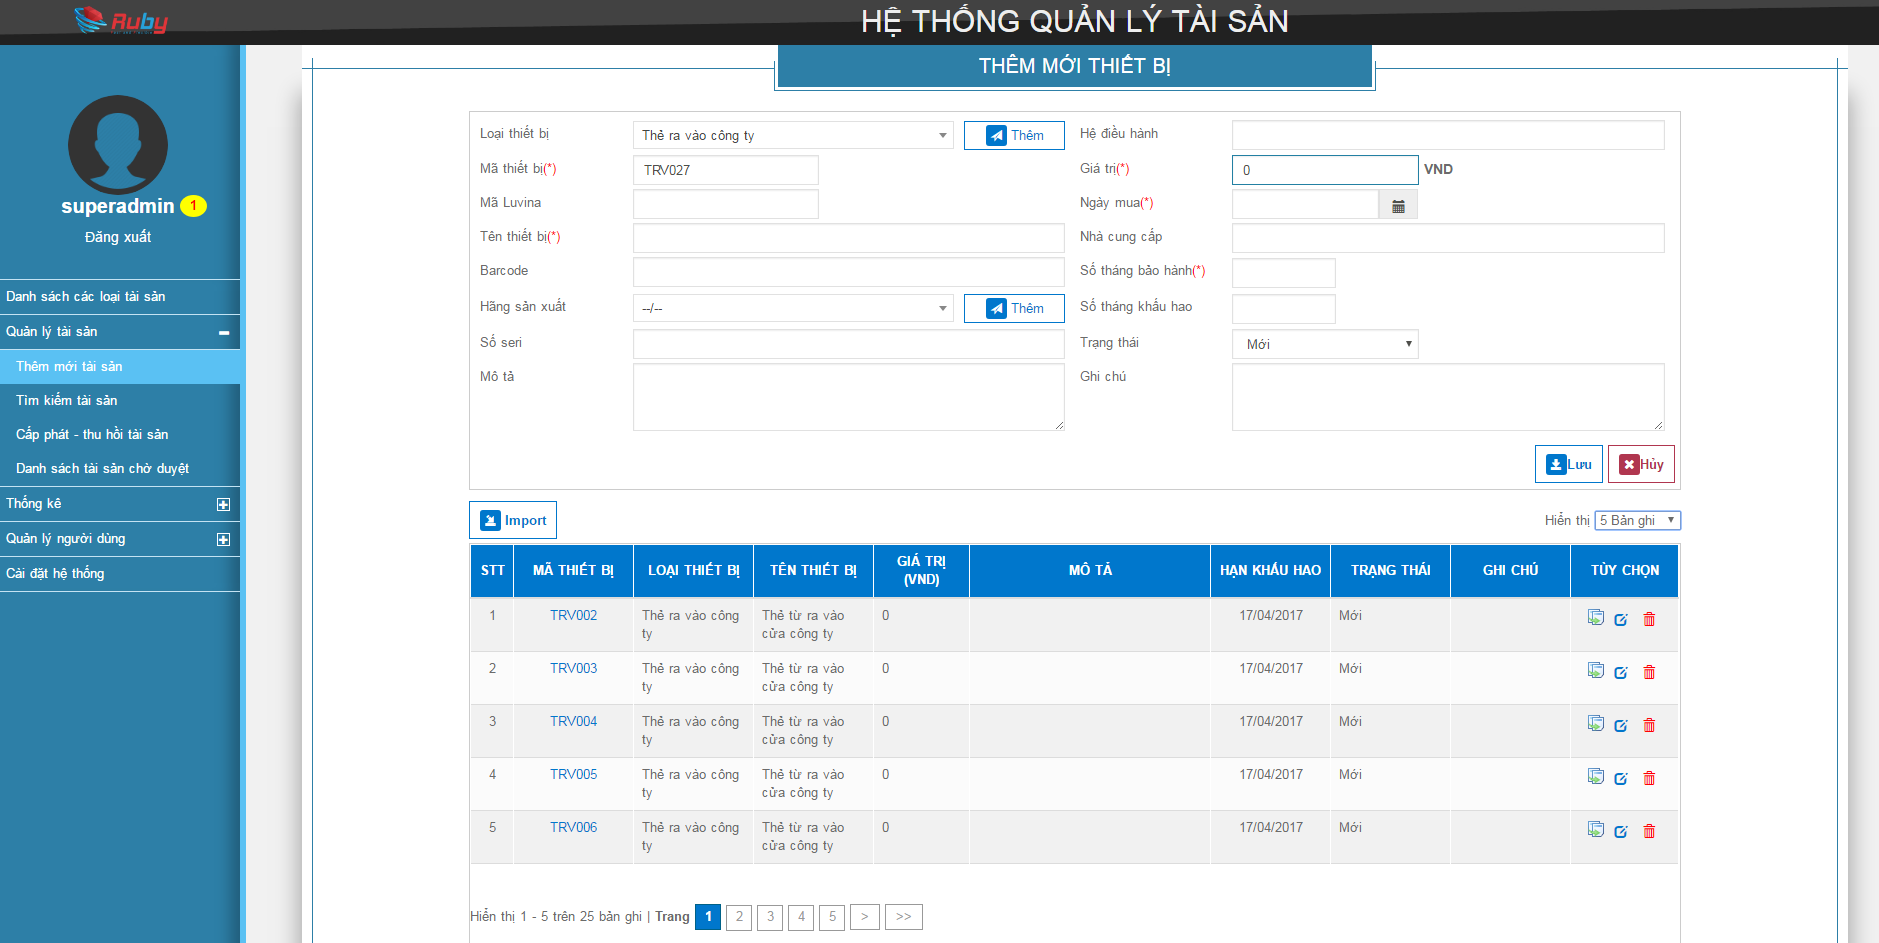 Ruby
HỆ THỐNG QUẢN LÝ TÀI SẢN
superadmin 1
Đăng xuất
Danh sách các loại tài sản
Quản lý tài sản
Thêm mới tài sản
Tìm kiếm tài sản
Cấp phát - thu hồi tài sản
Danh sách tài sản chờ duyệt
Thống kê
Quản lý người dùng
Cài đặt hệ thống
THÊM MỚI THIẾT BỊ
Loại thiết bị Thẻ ra vào công ty Thêm Hệ điều hành
Mã thiết bị(*) TRV027 Giá trị(*) 0 VND
Mã Luvina Ngày mua(*)
Tên thiết bị(*) Nhà cung cấp
Barcode Số tháng bảo hành(*)
Hãng sản xuất --/-- Thêm Số tháng khấu hao
Số seri Trạng thái Mới
Mô tả Ghi chú
Lưu Hủy
Import Hiển thị 5 Bản ghi
STT MÃ THIẾT BỊ LOẠI THIẾT BỊ TÊN THIẾT BỊ GIÁ TRỊ (VND) MÔ TẢ HẠN KHẤU HAO TRẠNG THÁI GHI CHÚ TÙY CHỌN
1 TRV002 Thẻ ra vào công ty Thẻ từ ra vào cửa công ty 0 17/04/2017 Mới
2 TRV003 Thẻ ra vào công ty Thẻ từ ra vào cửa công ty 0 17/04/2017 Mới
3 TRV004 Thẻ ra vào công ty Thẻ từ ra vào cửa công ty 0 17/04/2017 Mới
4 TRV005 Thẻ ra vào công ty Thẻ từ ra vào cửa công ty 0 17/04/2017 Mới
5 TRV006 Thẻ ra vào công ty Thẻ từ ra vào cửa công ty 0 17/04/2017 Mới
Hiển thị 1 - 5 trên 25 bản ghi | Trang 1 2 3 4 5 > >>